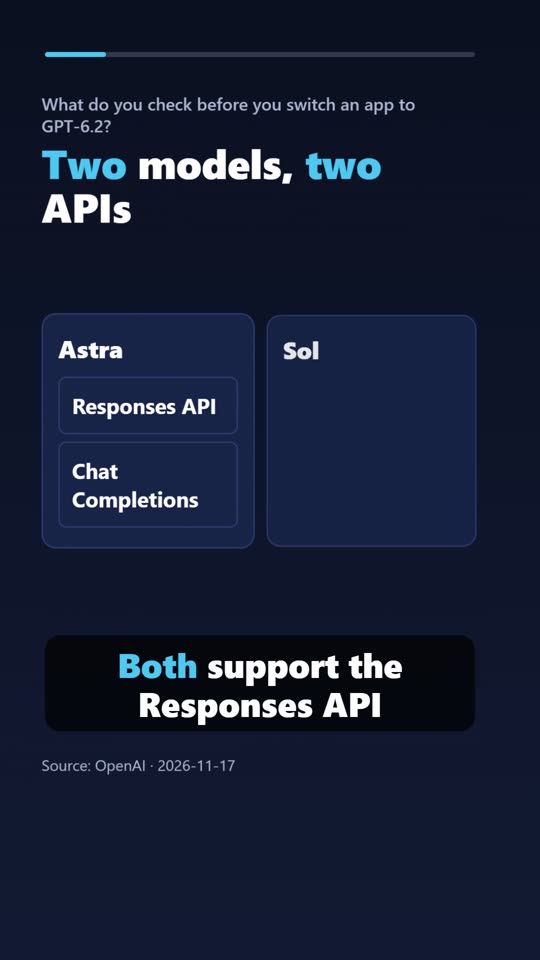 What do you check before you switch an app to
GPT-6.2?
Two models, two
APIs
Astra
Responses API
Chat
Completions
Sol
Both support the
Responses API
Source: OpenAI · 2026-11-17